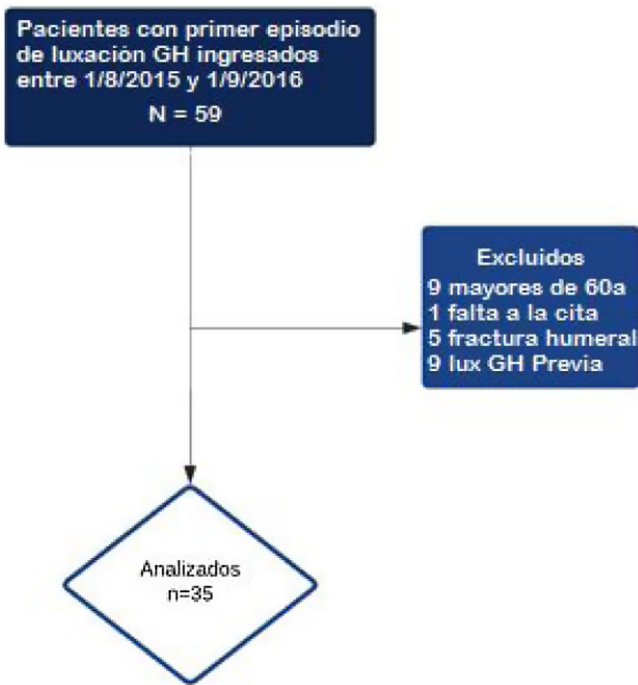 Pacientes con primer episodio
de luxación GH ingresados
entre 1/8/2015 y 1/9/2016
N = 59
Excluidos
9 mayores de 60a
1 falta a la cita
5 fractura humeral
9 lux GH Previa
Analizados
n=35